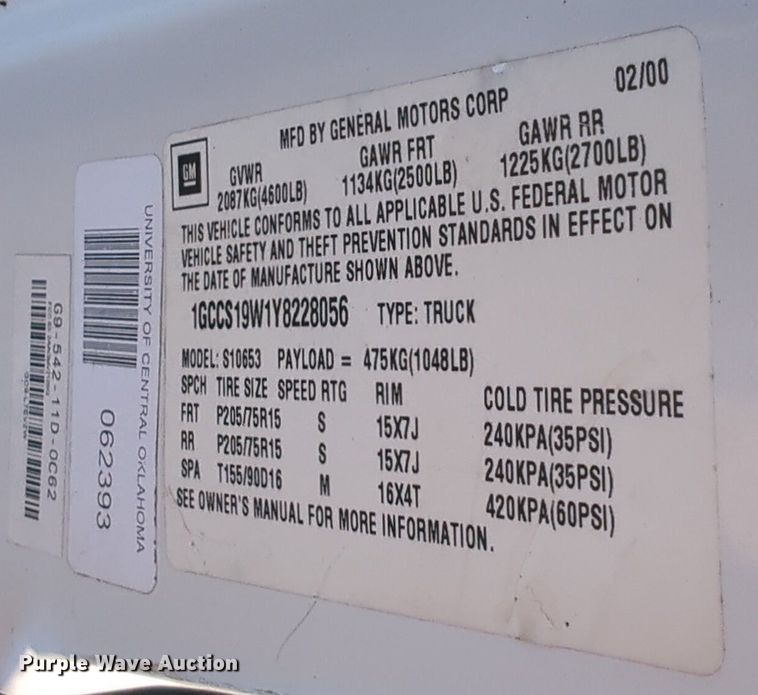 MFD BY GENERAL MOTORS CORP 02/00
GM
GVWR GAWR FRT GAWR RR
2087KG(4600LB) 1134KG(2500LB) 1225KG(2700LB)
THIS VEHICLE CONFORMS TO ALL APPLICABLE U.S. FEDERAL MOTOR
VEHICLE SAFETY AND THEFT PREVENTION STANDARDS IN EFFECT ON
THE DATE OF MANUFACTURE SHOWN ABOVE.
1GCCS19W1Y8228056 TYPE: TRUCK
MODEL: S10653 PAYLOAD = 475KG(1048LB)
SPCH TIRE SIZE SPEED RTG RIM COLD TIRE PRESSURE
FRT P205/75R15 S 15X7J 240KPA(35PSI)
RR P205/75R15 S 15X7J 240KPA(35PSI)
SPA T155/90D16 M 16X4T 420KPA(60PSI)
SEE OWNER'S MANUAL FOR MORE INFORMATION.
UNIVERSITY OF CENTRAL OKLAHOMA
062393
G9-542-11D-0C62
Purple Wave Auction